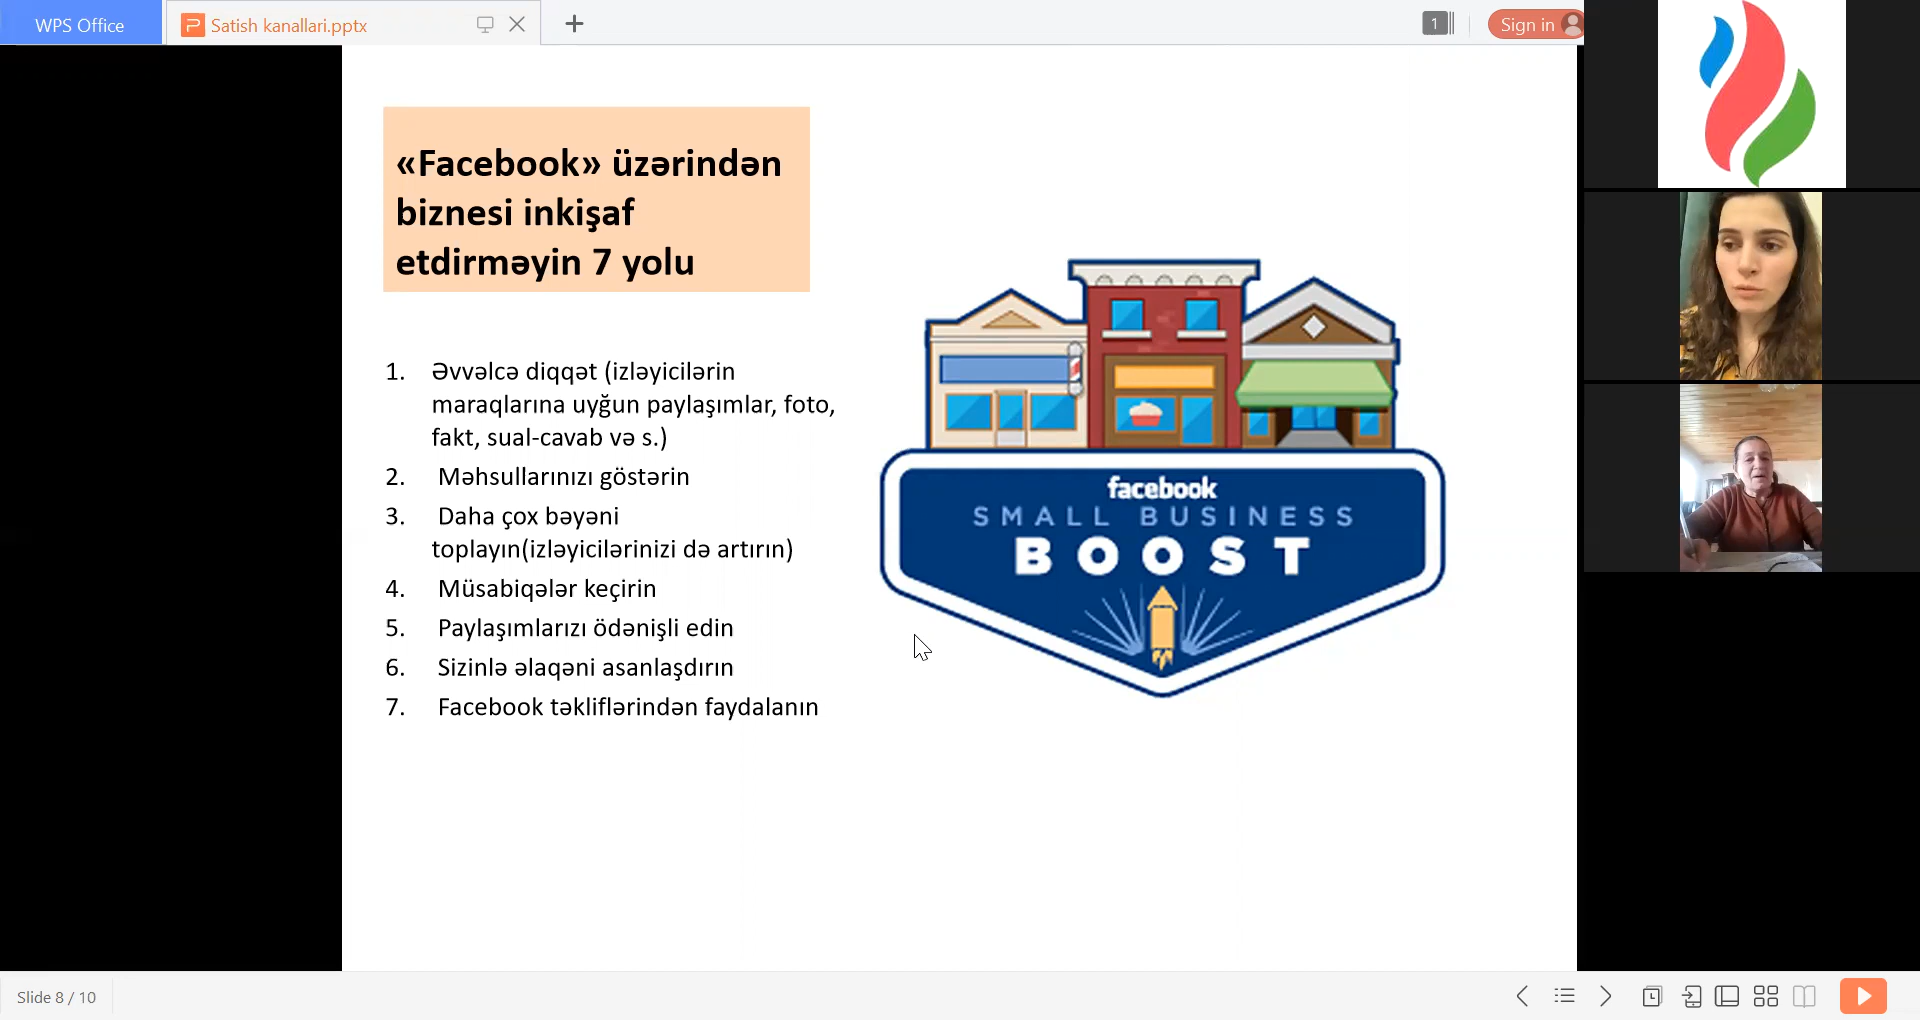 WPS Office
Satish kanallari.pptx
1
Sign in
«Facebook» üzərindən
biznesi inkişaf
etdirməyin 7 yolu
1. Əvvəlcə diqqət (izləyicilərin
maraqlarına uyğun paylaşımlar, foto,
fakt, sual-cavab və s.)
2. Məhsullarınızı göstərin
3. Daha çox bəyəni
toplayın(izləyicilərinizi də artırın)
4. Müsabiqələr keçirin
5. Paylaşımlarızı ödənişli edin
6. Sizinlə əlaqəni asanlaşdırın
7. Facebook təkliflərindən faydalanın
facebook
SMALL BUSINESS
BOOST
Slide 8 / 10